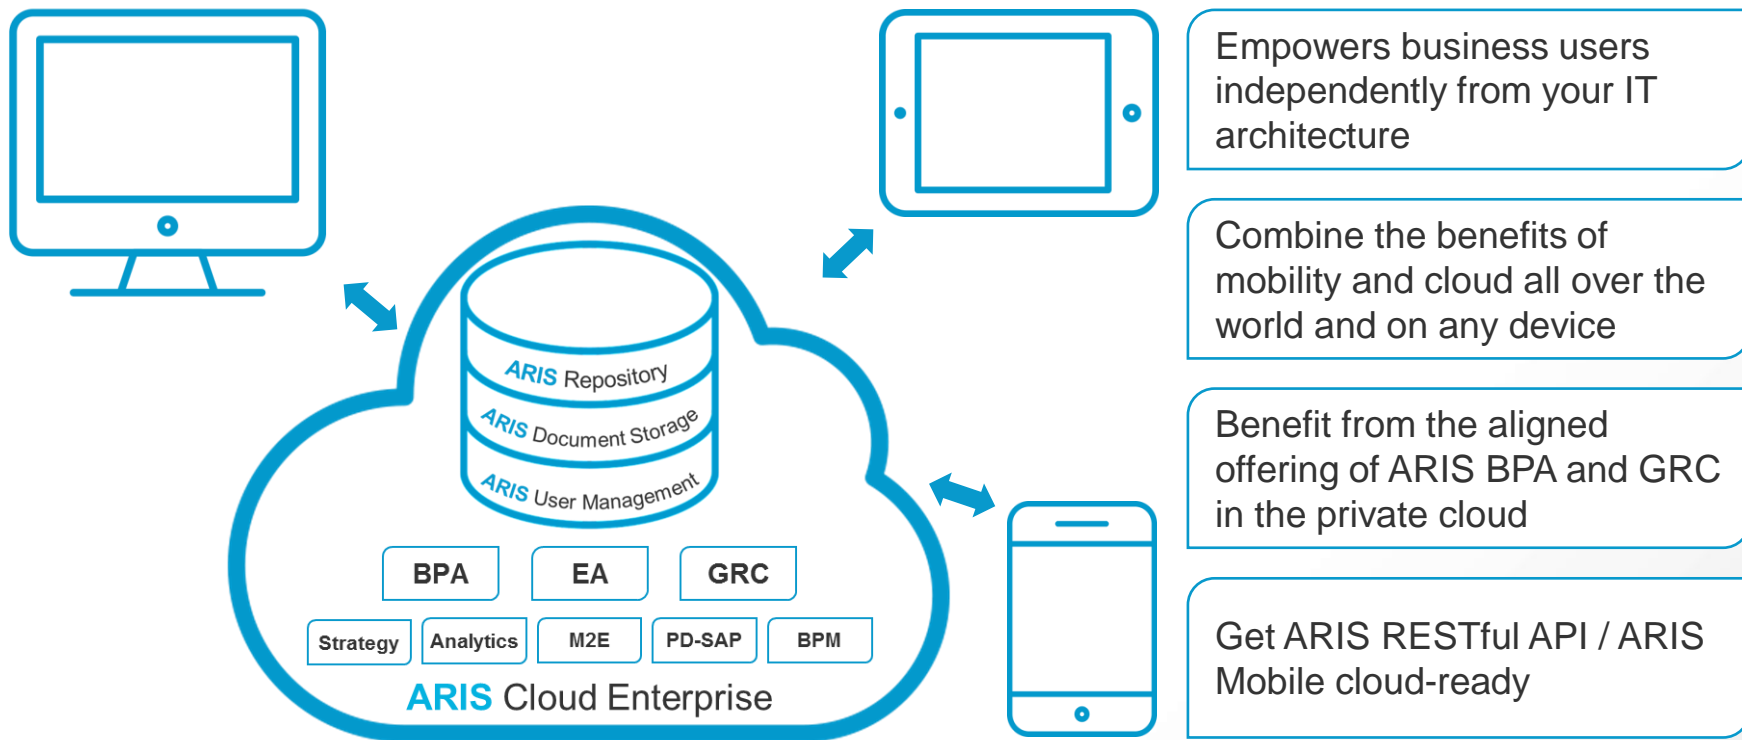 ARIS Repository
ARIS Document Storage
ARIS User Management
BPA
EA
GRC
Strategy
Analytics
M2E
PD-SAP
BPM
ARIS Cloud Enterprise
Empowers business users
independently from your IT
architecture
Combine the benefits of
mobility and cloud all over the
world and on any device
Benefit from the aligned
offering of ARIS BPA and GRC
in the private cloud
Get ARIS RESTful API / ARIS
Mobile cloud-ready